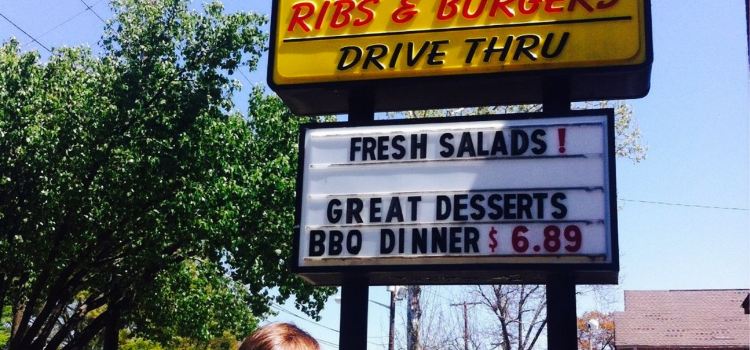 RIBS & BURGERS
DRIVE THRU
FRESH SALADS!
GREAT DESSERTS
BBQ DINNER $6.89